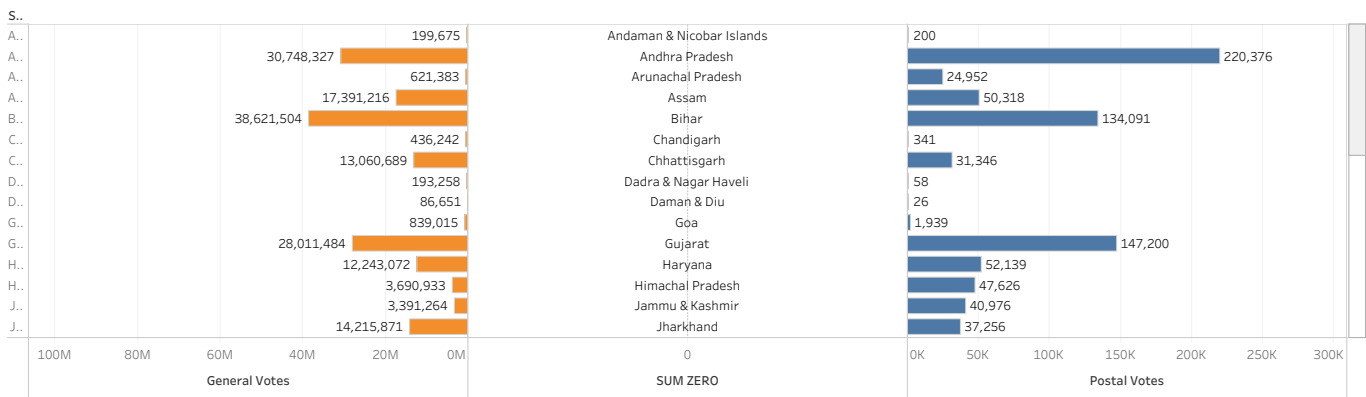 S..
A.. 199,675 Andaman & Nicobar Islands 200
A.. 30,748,327 Andhra Pradesh 220,376
A.. 621,383 Arunachal Pradesh 24,952
A.. 17,391,216 Assam 50,318
B.. 38,621,504 Bihar 134,091
C.. 436,242 Chandigarh 341
C.. 13,060,689 Chhattisgarh 31,346
D.. 193,258 Dadra & Nagar Haveli 58
D.. 86,651 Daman & Diu 26
G.. 839,015 Goa 1,939
G.. 28,011,484 Gujarat 147,200
H.. 12,243,072 Haryana 52,139
H.. 3,690,933 Himachal Pradesh 47,626
J.. 3,391,264 Jammu & Kashmir 40,976
J.. 14,215,871 Jharkhand 37,256
100M 80M 60M 40M 20M 0M 0 0K 50K 100K 150K 200K 250K 300K
General Votes SUM ZERO Postal Votes